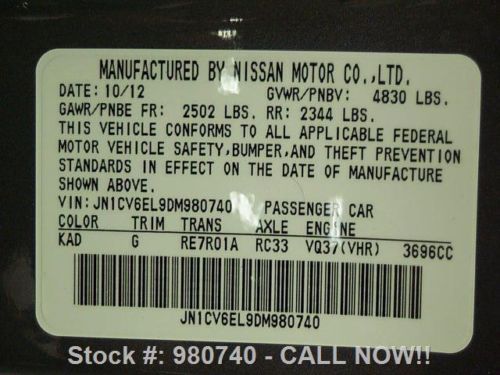 MANUFACTURED BY NISSAN MOTOR CO.,LTD.
DATE: 10/12 GVWR/PNBV: 4830 LBS.
GAWR/PNBE FR: 2502 LBS. RR: 2344 LBS.
THIS VEHICLE CONFORMS TO ALL APPLICABLE FEDERAL
MOTOR VEHICLE SAFETY,BUMPER,AND THEFT PREVENTION
STANDARDS IN EFFECT ON THE DATE OF MANUFACTURE
SHOWN ABOVE.
VIN: JN1CV6EL9DM980740 PASSENGER CAR
COLOR TRIM TRANS AXLE ENGINE
KAD G RE7R01A RC33 VQ37(VHR) 3696CC
JN1CV6EL9DM980740
Stock #: 980740 - CALL NOW!!